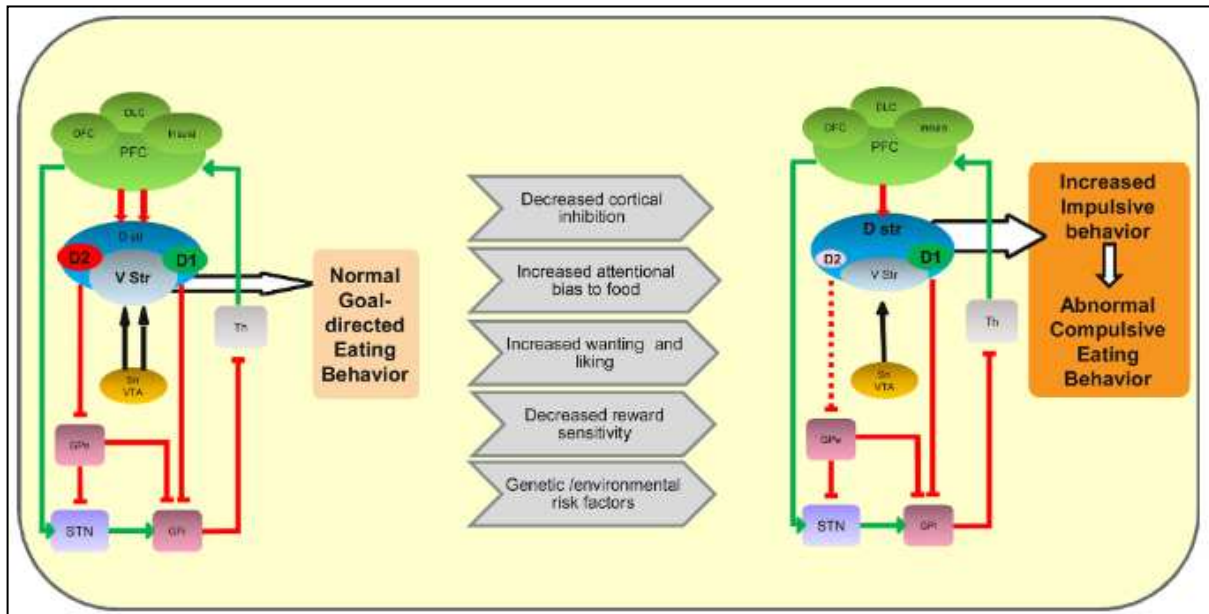 DLC
OFC
Insula
PFC
D str
D2
D1
V Str
Th
Sn
VTA
GPe
STN
GPi
Normal
Goal-
directed
Eating
Behavior
Decreased cortical
inhibition
Increased attentional
bias to food
Increased wanting and
liking
Decreased reward
sensitivity
Genetic /environmental
risk factors
DLC
OFC
Insula
PFC
D str
D2
D1
V Str
Th
Sn
VTA
GPe
STN
GPi
Increased
Impulsive
behavior
Abnormal
Compulsive
Eating
Behavior